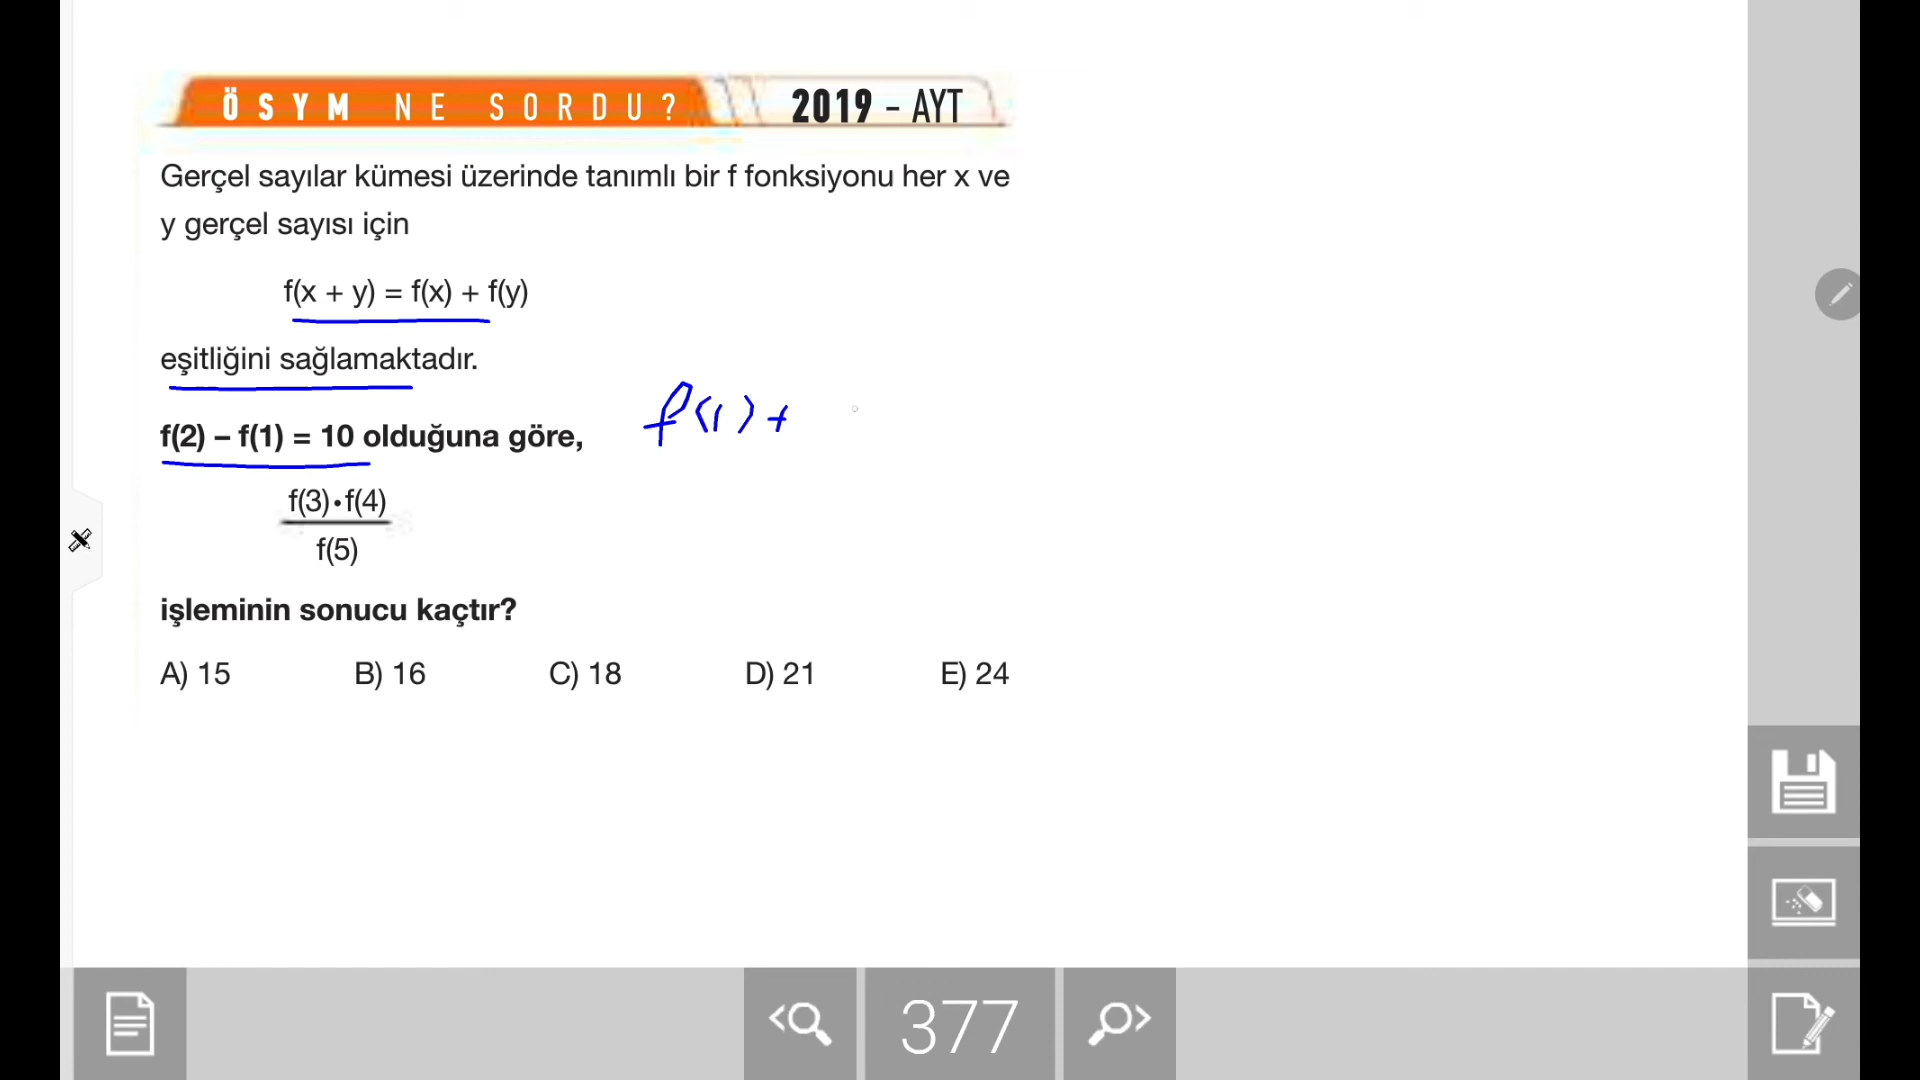 ÖSYM NE SORDU? 2019 - AYT
Gerçel sayılar kümesi üzerinde tanımlı bir f fonksiyonu her x ve
y gerçel sayısı için
f(x + y) = f(x) + f(y)
eşitliğini sağlamaktadır.
f(1) +
f(2) – f(1) = 10 olduğuna göre,
f(3)•f(4)
f(5)
işleminin sonucu kaçtır?
A) 15 B) 16 C) 18 D) 21 E) 24
377